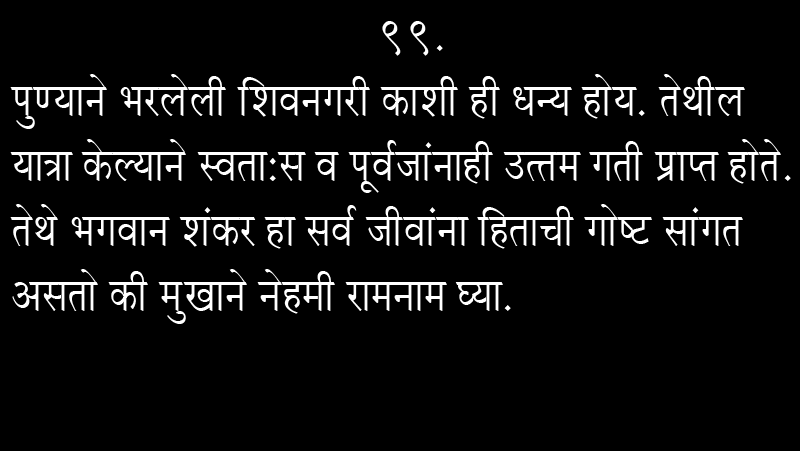 ९९.
पुण्याने भरलेली शिवनगरी काशी ही धन्य होय. तेथील
यात्रा केल्याने स्वता:स व पूर्वजांनाही उत्तम गती प्राप्त होते.
तेथे भगवान शंकर हा सर्व जीवांना हिताची गोष्ट सांगत
असतो की मुखाने नेहमी रामनाम घ्या.